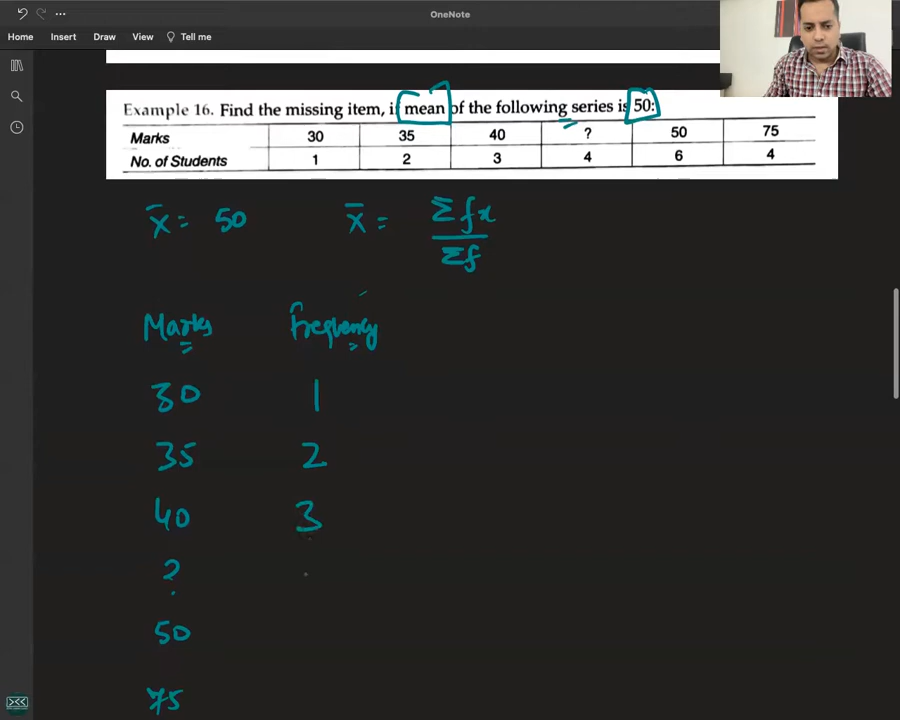 OneNote
Home Insert Draw View Tell me
Example 16. Find the missing item, if mean of the following series is 50:
Marks 30 35 40 ? 50 75
No. of Students 1 2 3 4 6 4
x̄ = 50 x̄ = Σfx / Σf
Marks Frequency
30 1
35 2
40 3
?
50
75